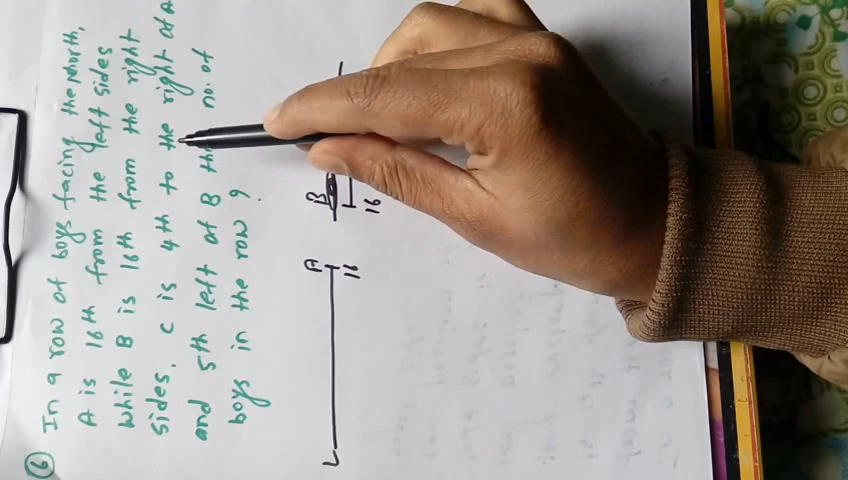 6 In a row of boys facing the North,
A is 16th from the left sides
while B is 16th from the right
sides, C is 4th to the right of A
and 5th left of B no. of
boys in the row ?
L A B
16 16